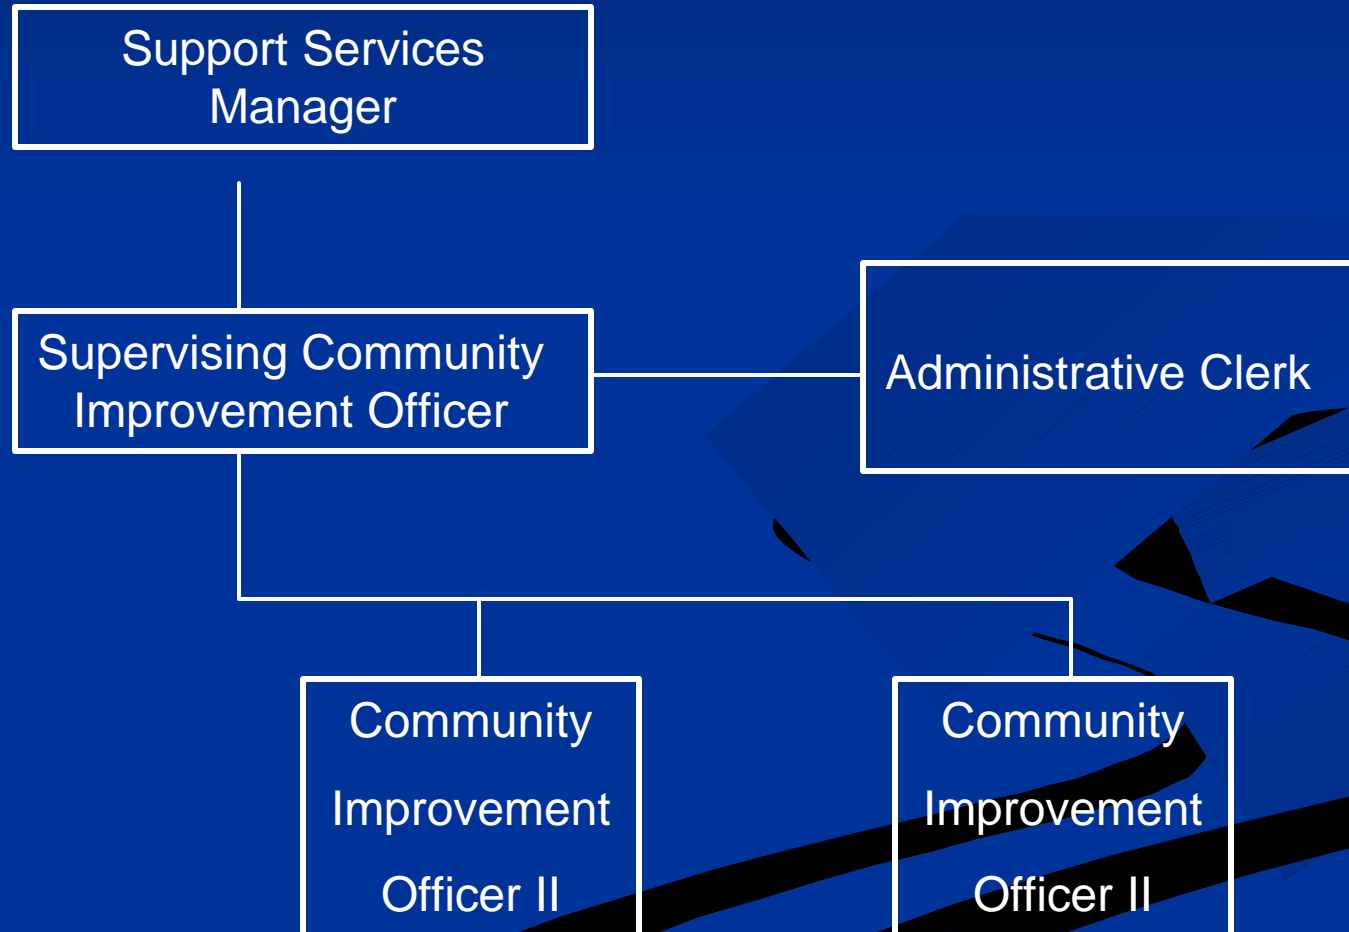 Support Services
Manager
Supervising Community
Improvement Officer
Administrative Clerk
Community
Improvement
Officer II
Community
Improvement
Officer II